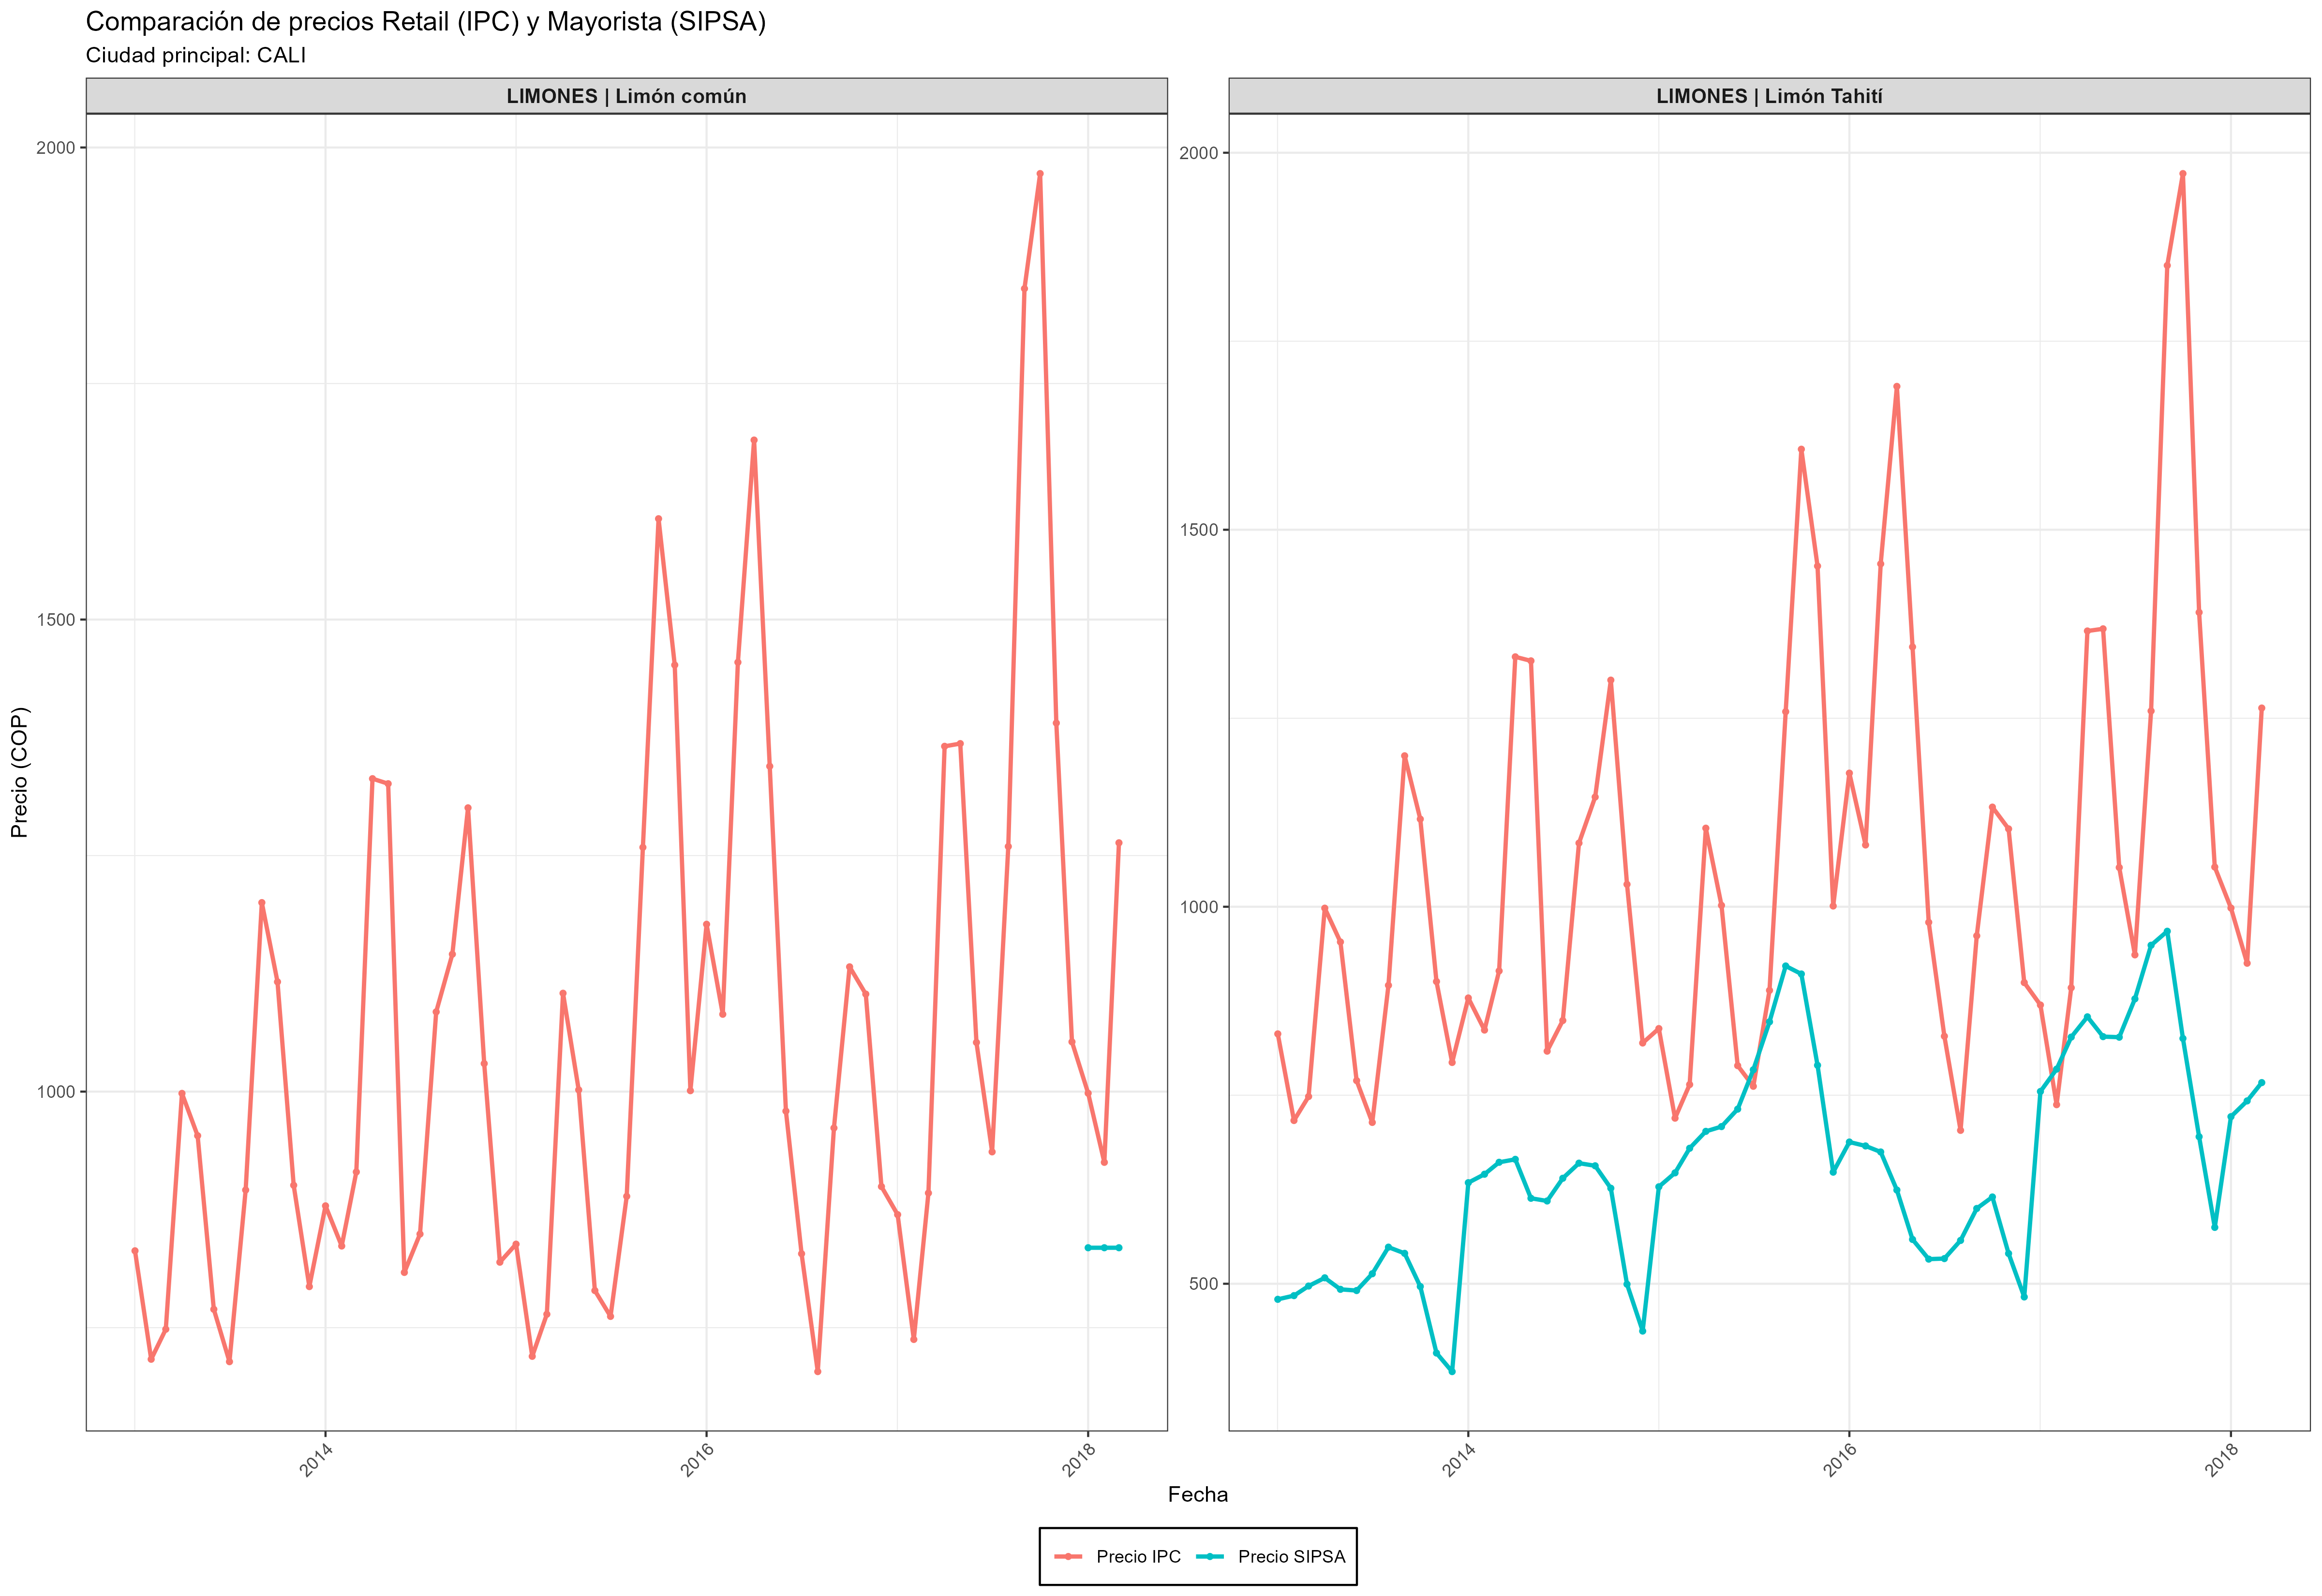 Comparación de precios Retail (IPC) y Mayorista (SIPSA)
Ciudad principal: CALI
LIMONES | Limón común
LIMONES | Limón Tahití
Precio (COP)
2000
1500
1000
2000
1500
1000
500
2014
2016
2018
2014
2016
2018
Fecha
Precio IPC
Precio SIPSA